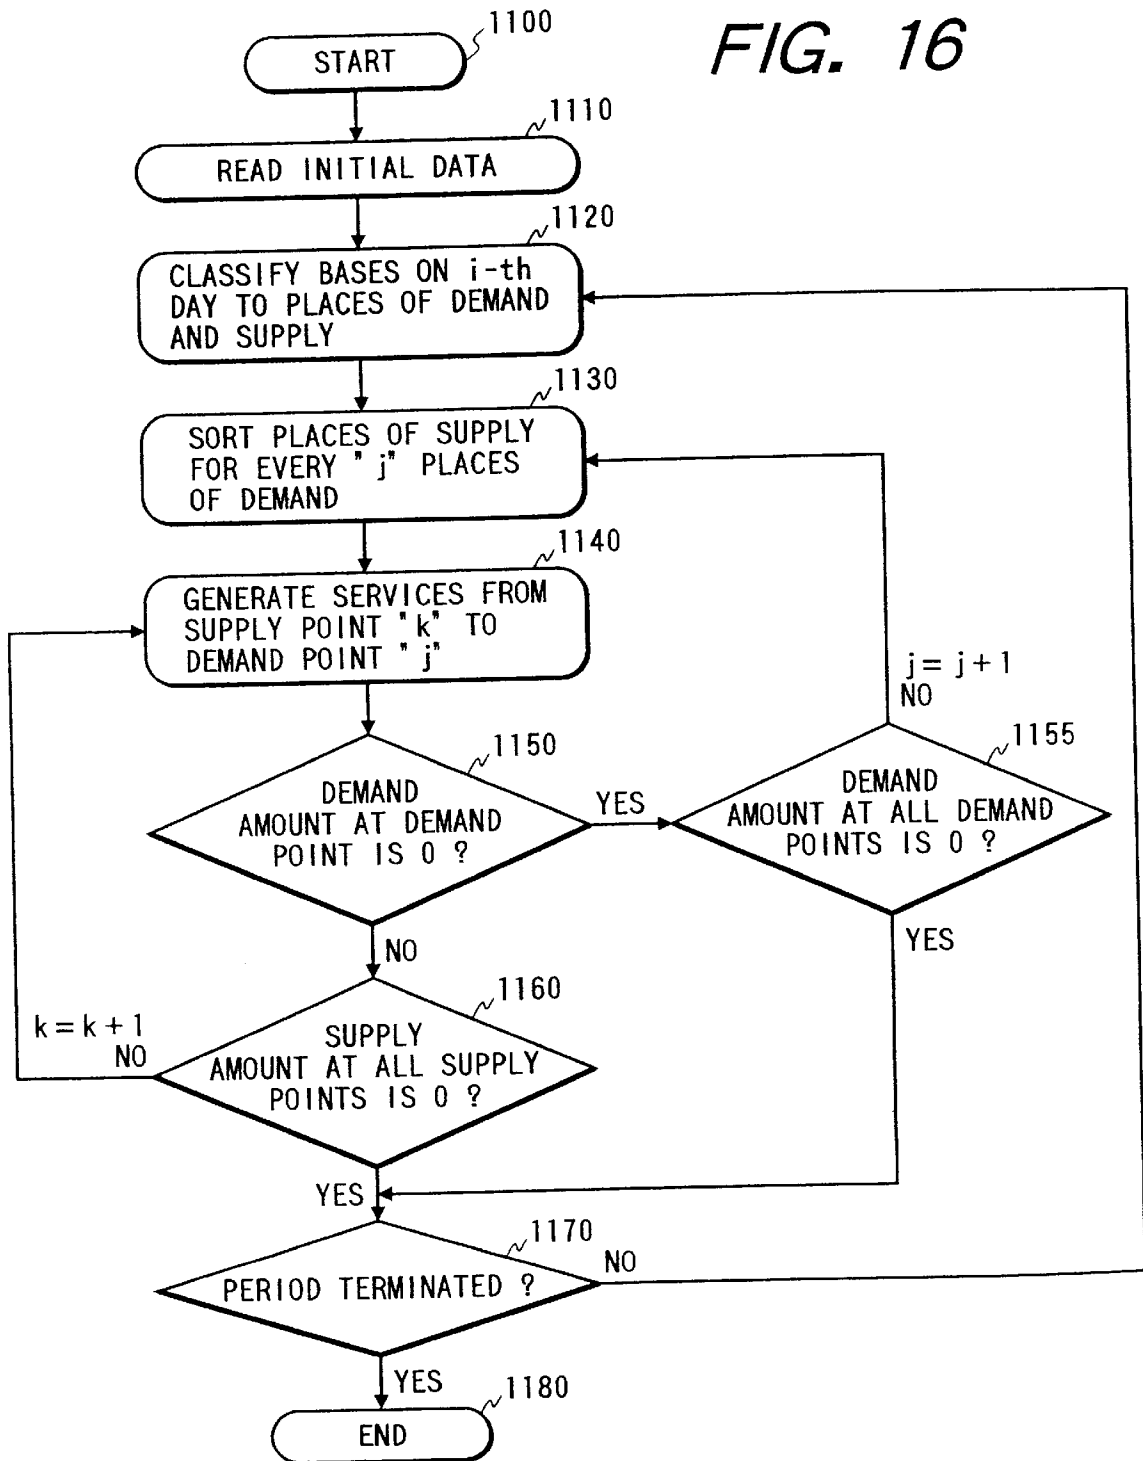 FIG. 16
1100
START
1110
READ INITIAL DATA
1120
CLASSIFY BASES ON i-th
DAY TO PLACES OF DEMAND
AND SUPPLY
1130
SORT PLACES OF SUPPLY
FOR EVERY "j" PLACES
OF DEMAND
1140
GENERATE SERVICES FROM
SUPPLY POINT "k" TO
DEMAND POINT "j"
j = j + 1
NO
1150
DEMAND
AMOUNT AT DEMAND
POINT IS 0 ?
YES
1155
DEMAND
AMOUNT AT ALL DEMAND
POINTS IS 0 ?
YES
NO
1160
SUPPLY
AMOUNT AT ALL SUPPLY
POINTS IS 0 ?
k = k + 1
NO
YES
1170
PERIOD TERMINATED ?
NO
YES
1180
END